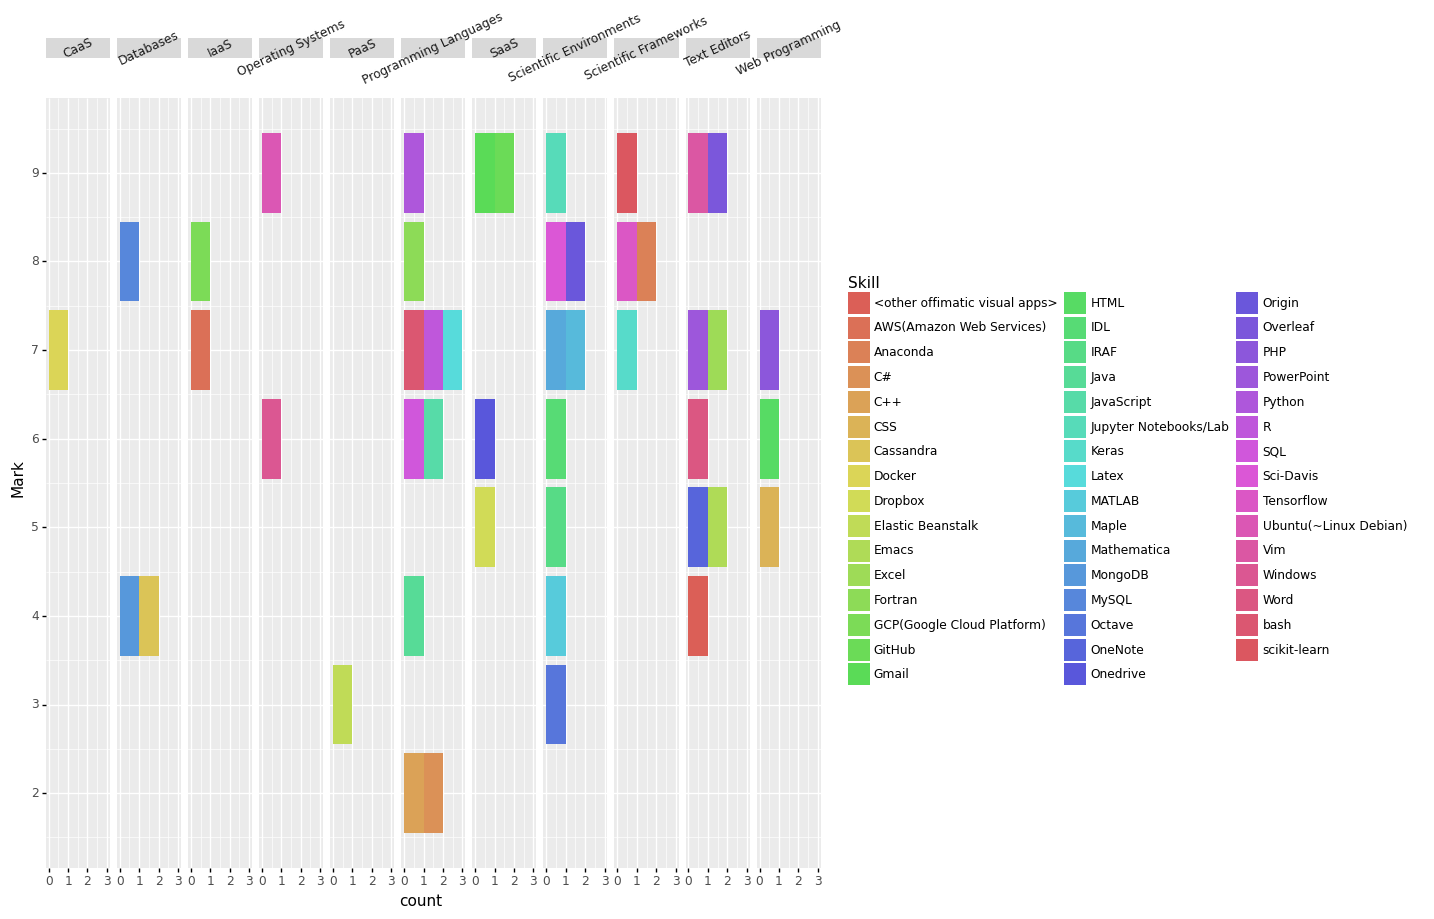 CaaS
Databases
IaaS
Operating Systems
PaaS
Programming Languages
SaaS
Scientific Environments
Scientific Frameworks
Text Editors
Web Programming
Mark
9
8
7
6
5
4
3
2
0 1 2 3 0 1 2 3 0 1 2 3 0 1 2 3 0 1 2 3 0 1 2 3 0 1 2 3 0 1 2 3 0 1 2 3 0 1 2 3 0 1 2 3
count
Skill
<other offimatic visual apps>
AWS(Amazon Web Services)
Anaconda
C#
C++
CSS
Cassandra
Docker
Dropbox
Elastic Beanstalk
Emacs
Excel
Fortran
GCP(Google Cloud Platform)
GitHub
Gmail
HTML
IDL
IRAF
Java
JavaScript
Jupyter Notebooks/Lab
Keras
Latex
MATLAB
Maple
Mathematica
MongoDB
MySQL
Octave
OneNote
Onedrive
Origin
Overleaf
PHP
PowerPoint
Python
R
SQL
Sci-Davis
Tensorflow
Ubuntu(~Linux Debian)
Vim
Windows
Word
bash
scikit-learn